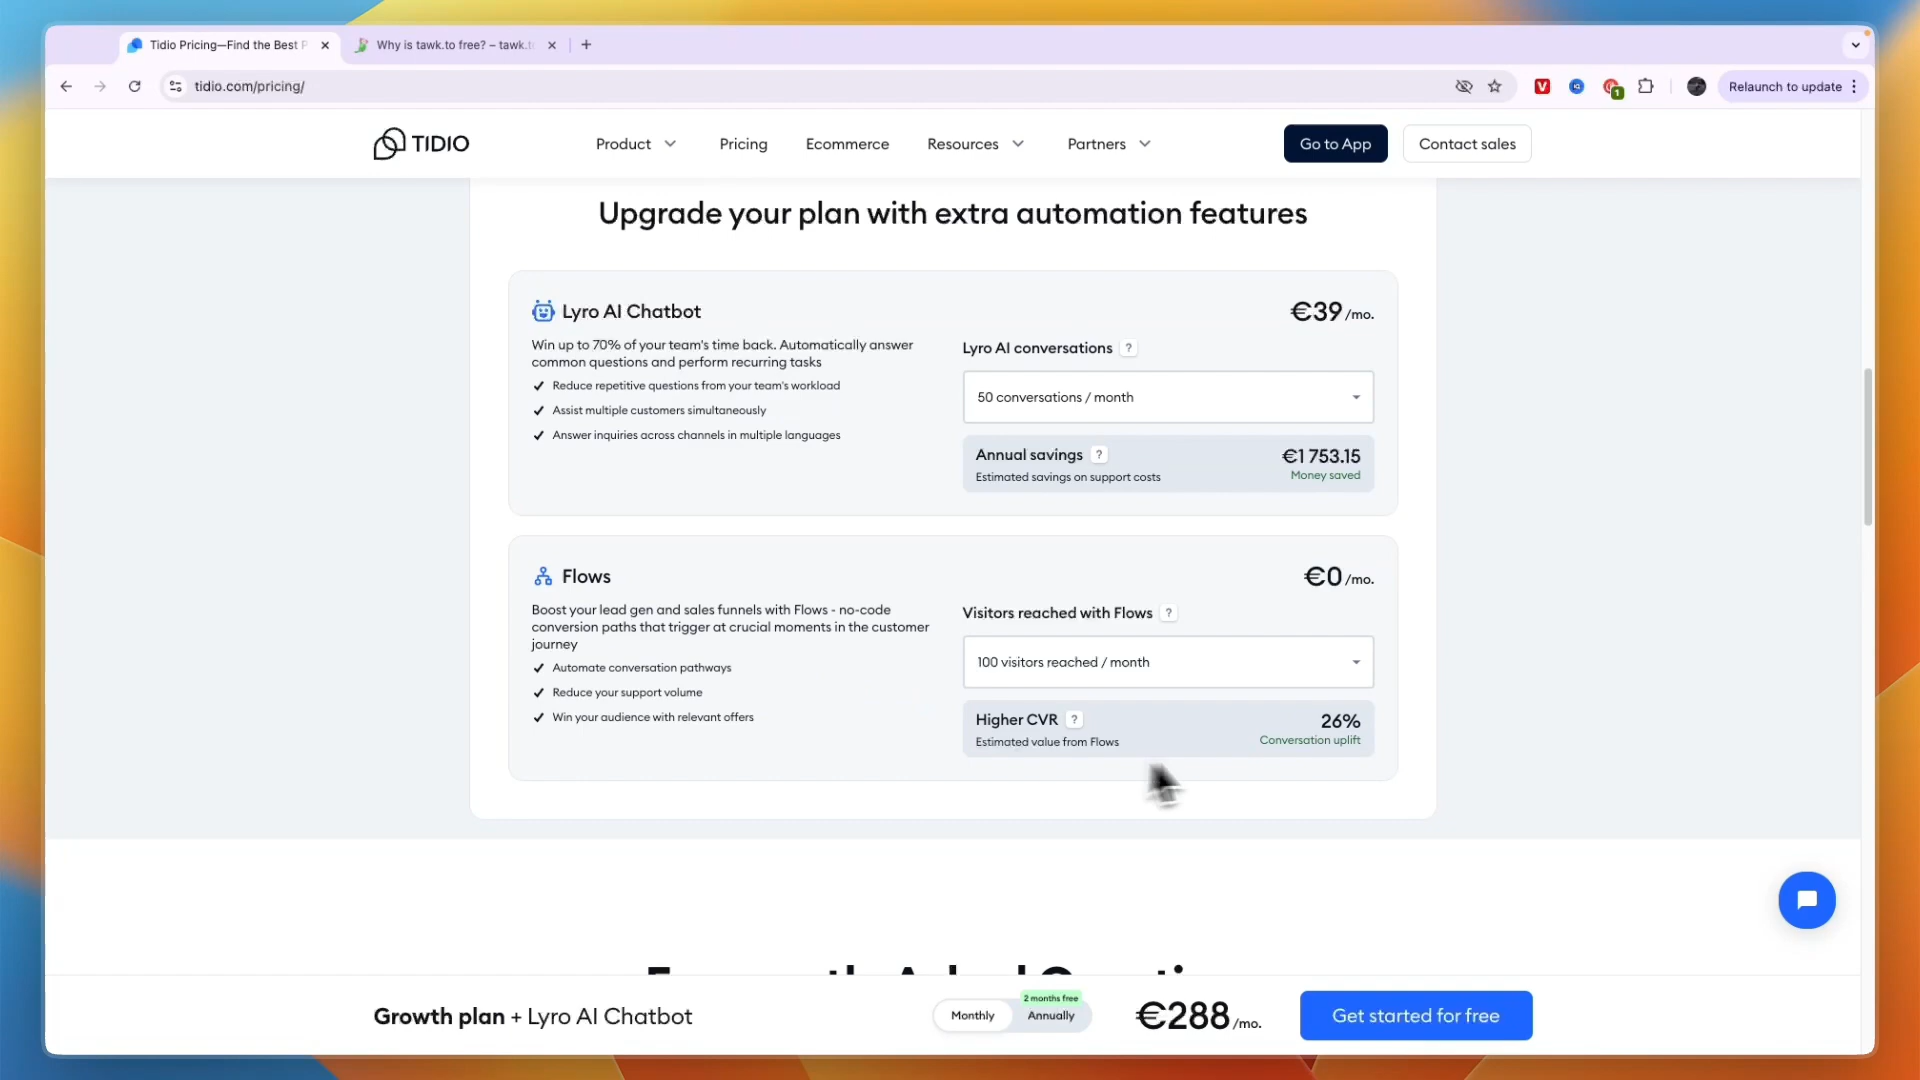 Tidio Pricing—Find the Best P
Why is tawk.to free? – tawk.t
tidio.com/pricing/
Relaunch to update
TIDIO
Product
Pricing
Ecommerce
Resources
Partners
Go to App
Contact sales
Upgrade your plan with extra automation features
Lyro AI Chatbot
€39 /mo.
Win up to 70% of your team's time back. Automatically answer
common questions and perform recurring tasks
Reduce repetitive questions from your team's workload
Assist multiple customers simultaneously
Answer inquiries across channels in multiple languages
Lyro AI conversations ?
50 conversations / month
Annual savings ?
€1 753.15
Estimated savings on support costs
Money saved
Flows
€0 /mo.
Boost your lead gen and sales funnels with Flows - no-code
conversion paths that trigger at crucial moments in the customer
journey
Automate conversation pathways
Reduce your support volume
Win your audience with relevant offers
Visitors reached with Flows ?
100 visitors reached / month
Higher CVR ?
26%
Estimated value from Flows
Conversation uplift
Growth plan + Lyro AI Chatbot
Monthly
2 months free
Annually
€288 /mo.
Get started for free